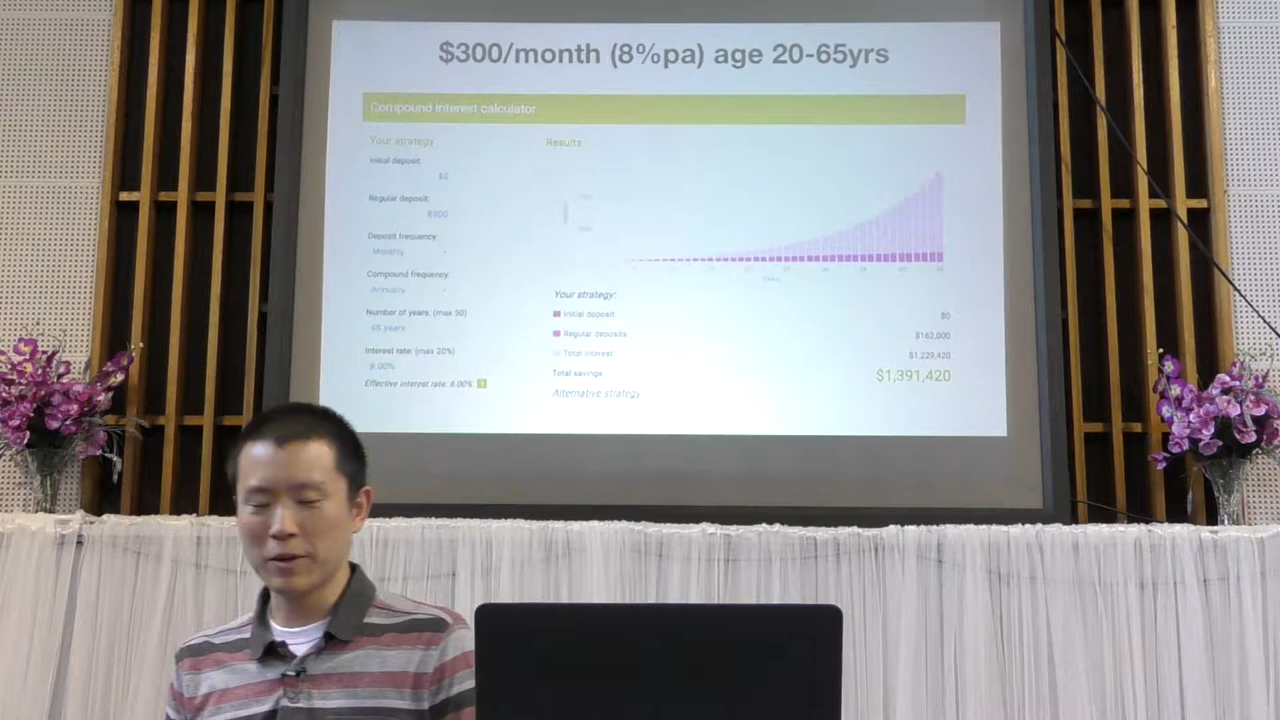 $300/month (8%pa) age 20-65yrs
Compound interest calculator
Your strategy
Initial deposit:
$0
Regular deposit:
$300
Deposit frequency:
Monthly
Compound frequency:
Annually
Number of years: (max 50)
45 years
Interest rate: (max 20%)
8.00%
Effective interest rate: 8.00%
Results
Years
Your strategy:
Initial deposit: $0
Regular deposits: $162,000
Total interest $1,229,420
Total savings $1,391,420
Alternative strategy